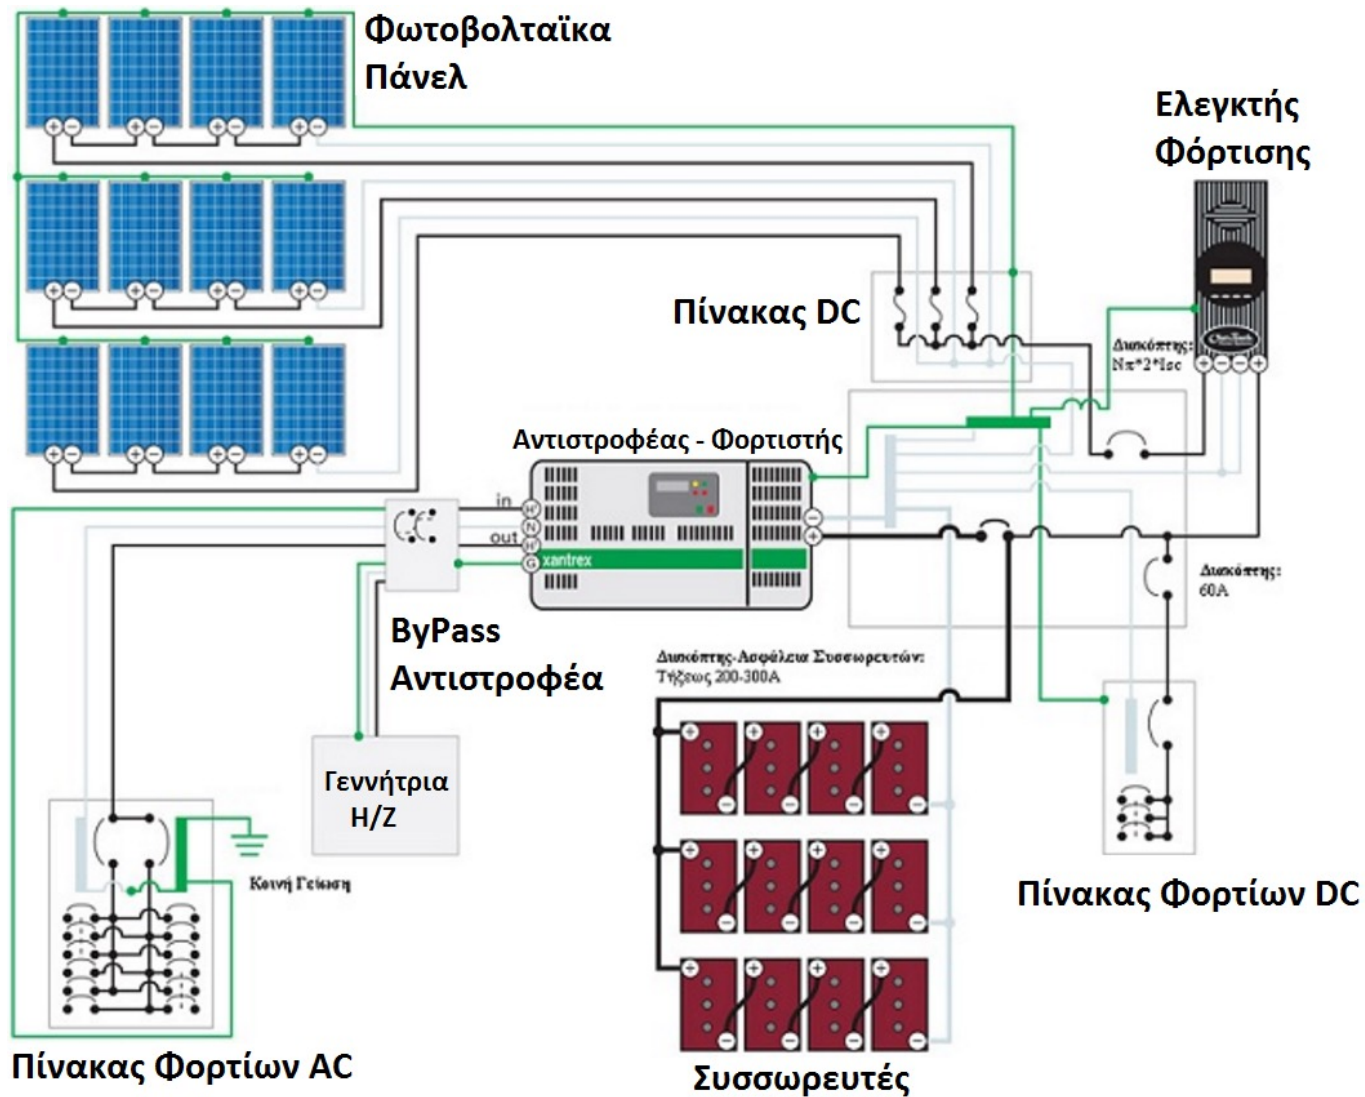 Φωτοβολταϊκα
Πάνελ
Ελεγκτής
Φόρτισης
Πίνακας DC
Διακόπτης:
Νπ*2*Isc
Αντιστροφέας - Φορτιστής
in
out
H'
N
H'
G
xantrex
Διακόπτης:
60A
ByPass
Αντιστροφέα
Διακόπτης-Ασφάλεια Συσσωρευτών:
Τήξεως 200-300A
Γεννήτρια
Η/Ζ
Κοινή Γείωση
Πίνακας Φορτίων DC
Πίνακας Φορτίων AC
Συσσωρευτές